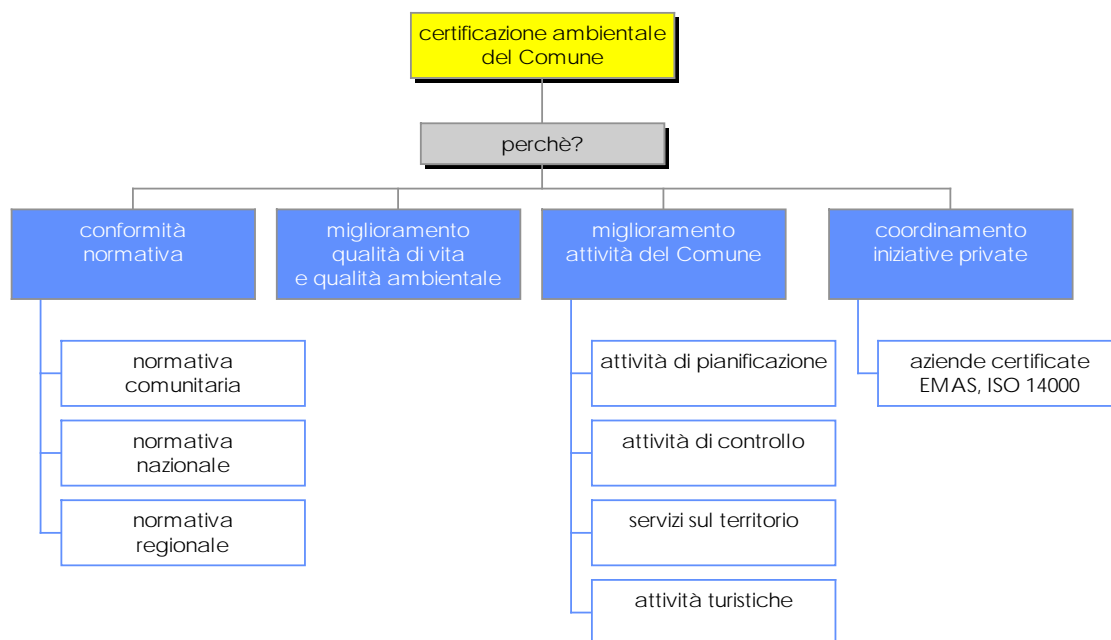 certificazione ambientale
del Comune
perchè?
conformità
normativa
miglioramento
qualità di vita
e qualità ambientale
miglioramento
attività del Comune
coordinamento
iniziative private
normativa
comunitaria
normativa
nazionale
normativa
regionale
attività di pianificazione
attività di controllo
servizi sul territorio
attività turistiche
aziende certificate
EMAS, ISO 14000